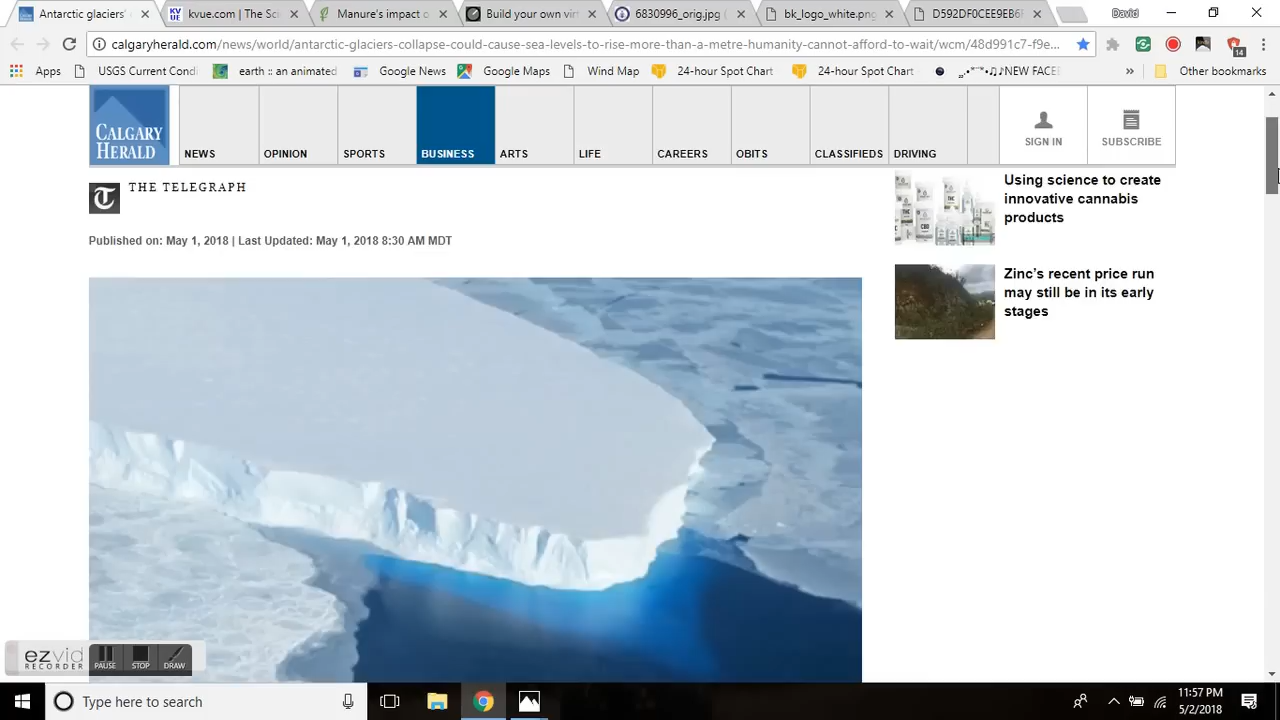 Antarctic glaciers'
kvue.com | The Sci
Manure's impact o
Build your own virt
6830996_orig.jpg (
bk_logo_white.png
D592DF0CEE9EB6F
David
calgaryherald.com/news/world/antarctic-glaciers-collapse-could-cause-sea-levels-to-rise-more-than-a-metre-humanity-cannot-afford-to-wait/wcm/48d991c7-f9e...
14
Apps
USGS Current Cond
earth :: an animated
Google News
Google Maps
Wind Map
24-hour Spot Chart
24-hour Spot Chart
NEW FACE
»
Other bookmarks
CALGARY
HERALD
NEWS
OPINION
SPORTS
BUSINESS
ARTS
LIFE
CAREERS
OBITS
CLASSIFIEDS
DRIVING
SIGN IN
SUBSCRIBE
THE TELEGRAPH
Published on: May 1, 2018 | Last Updated: May 1, 2018 8:30 AM MDT
Using science to create
innovative cannabis
products
Zinc's recent price run
may still be in its early
stages
ezvid
RECORDER
PAUSE
STOP
DRAW
Type here to search
11:57 PM
5/2/2018